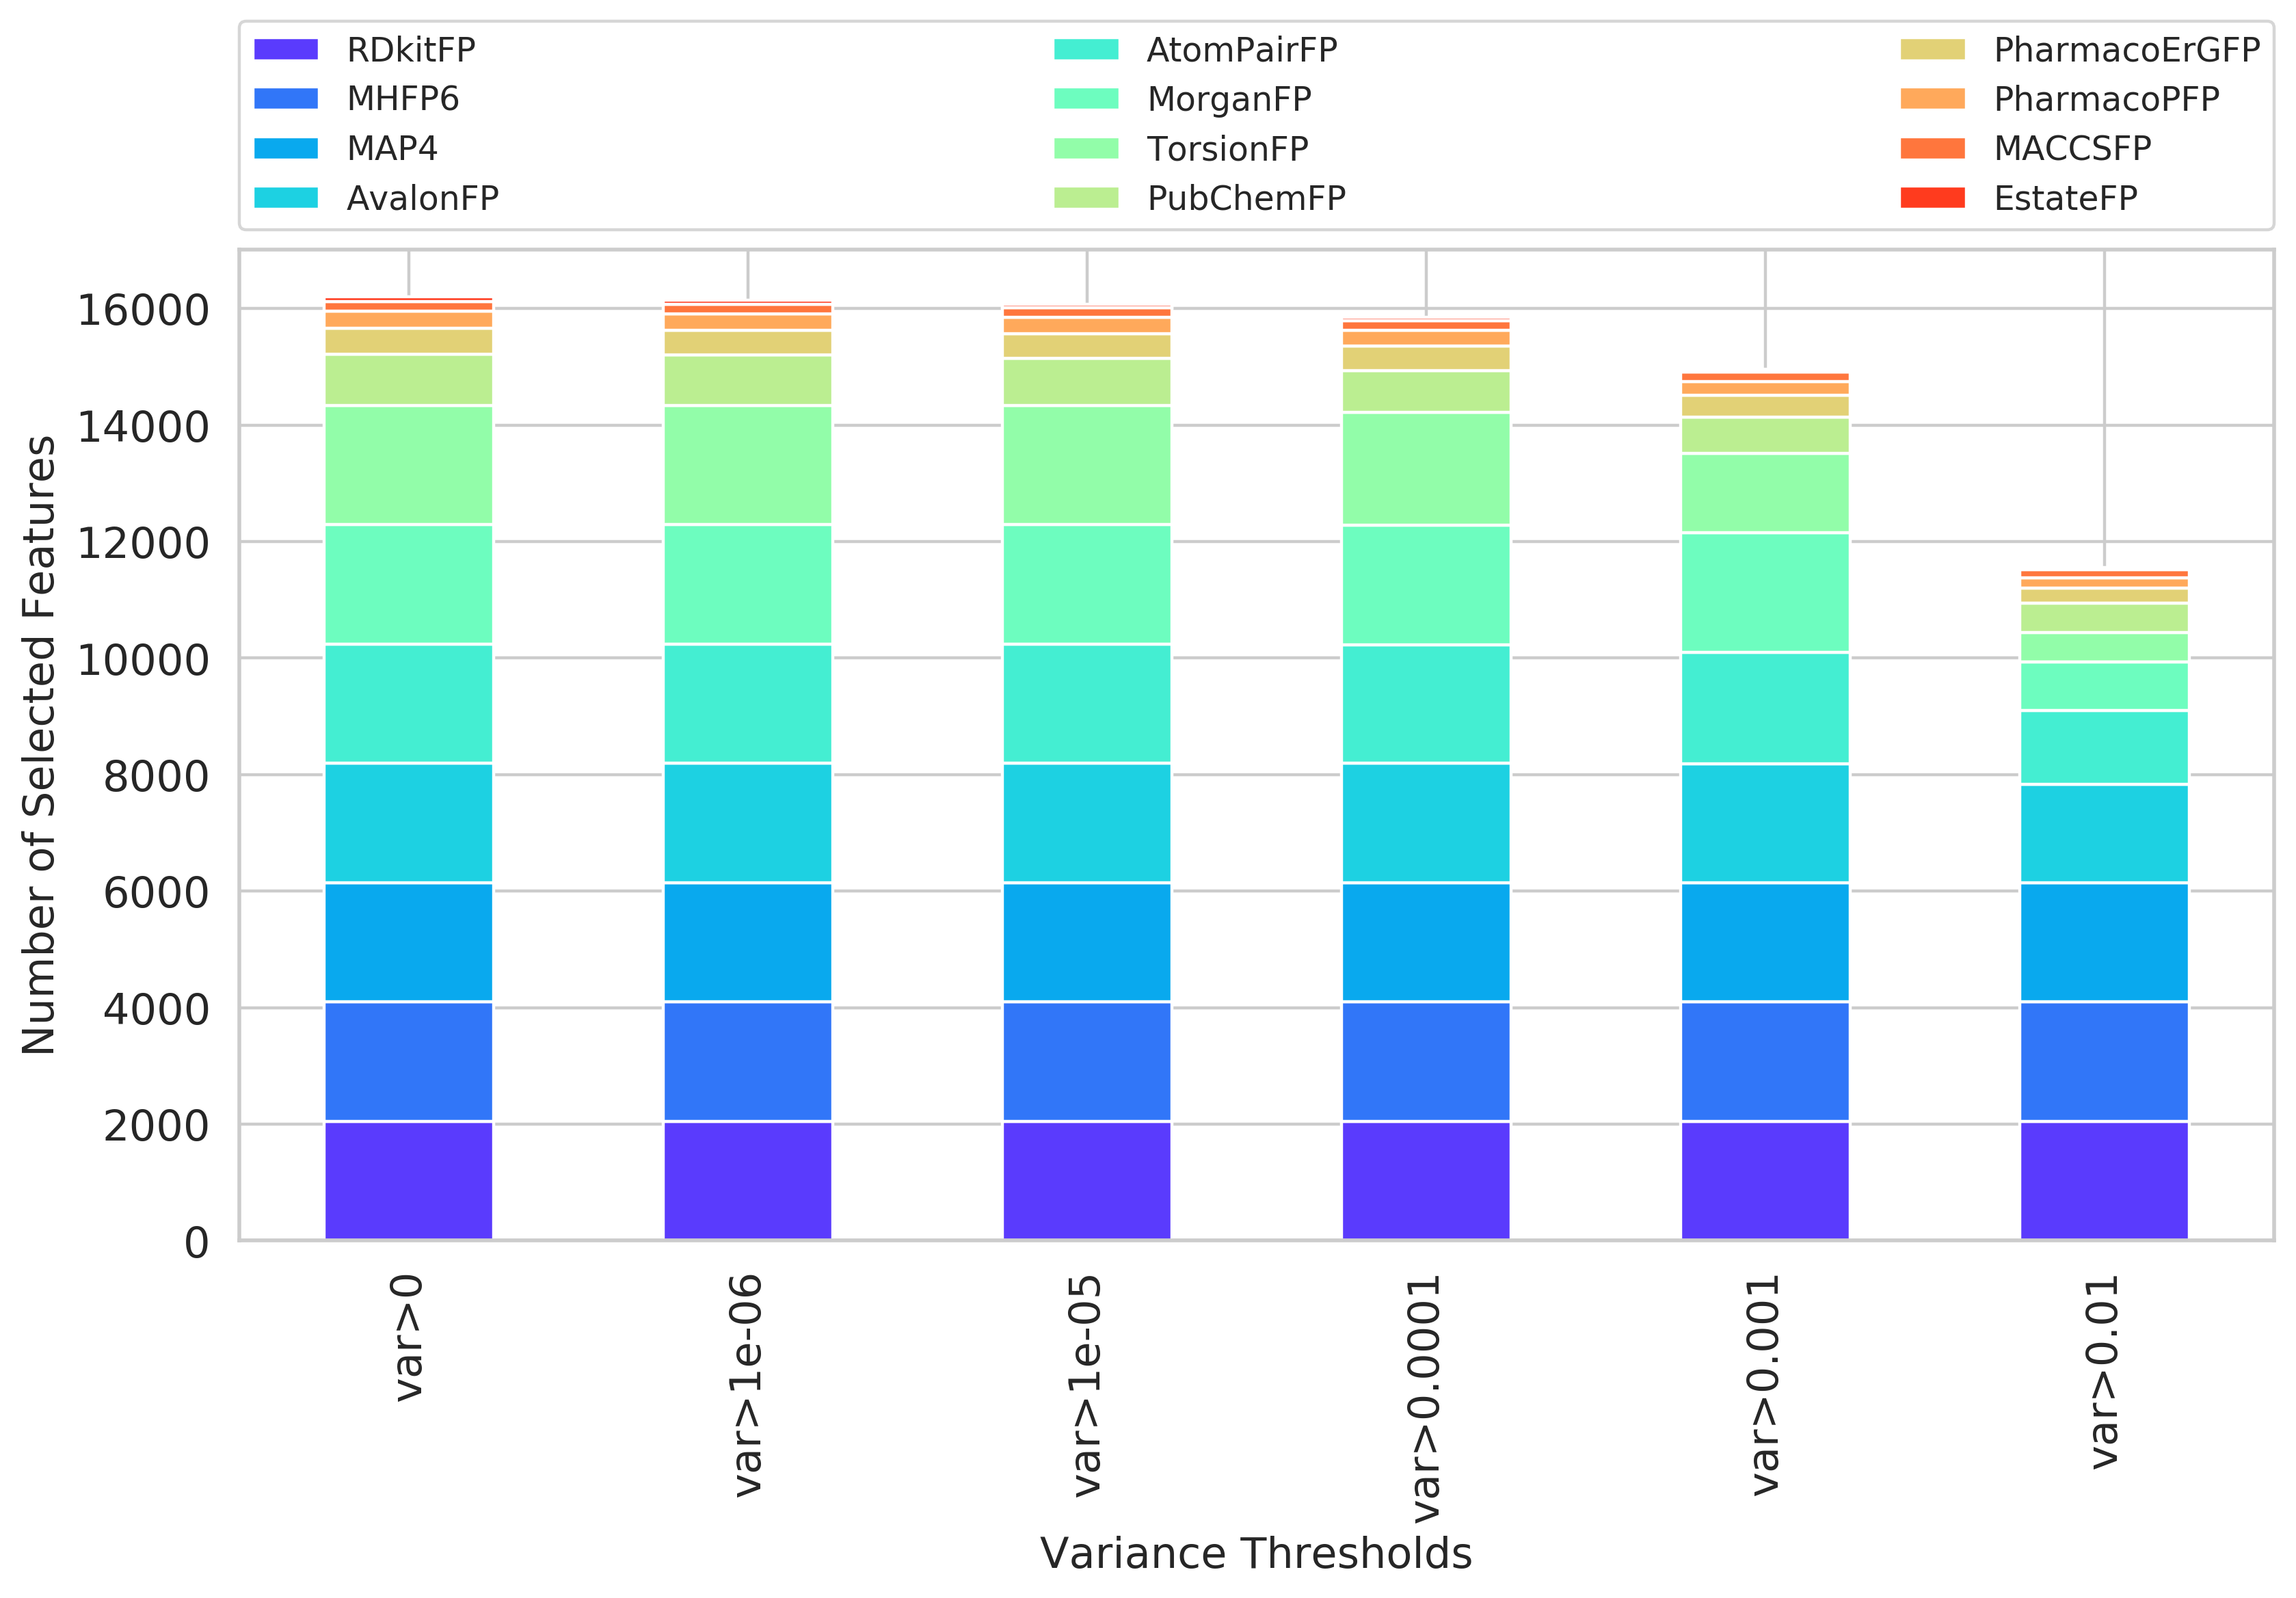 RDkitFP
MHFP6
MAP4
AvalonFP
AtomPairFP
MorganFP
TorsionFP
PubChemFP
PharmacoErGFP
PharmacoPFP
MACCSFP
EstateFP
Number of Selected Features
16000
14000
12000
10000
8000
6000
4000
2000
0
var>0
var>1e-06
var>1e-05
var>0.0001
var>0.001
var>0.01
Variance Thresholds